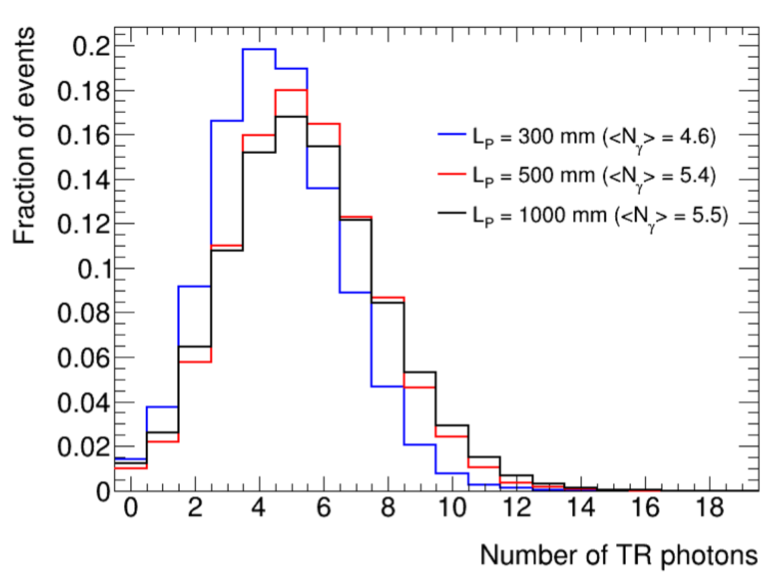 Fraction of events
0.2
0.18
0.16
0.14
0.12
0.1
0.08
0.06
0.04
0.02
0
L_P = 300 mm (<N_γ> = 4.6)
L_P = 500 mm (<N_γ> = 5.4)
L_P = 1000 mm (<N_γ> = 5.5)
0 2 4 6 8 10 12 14 16 18
Number of TR photons